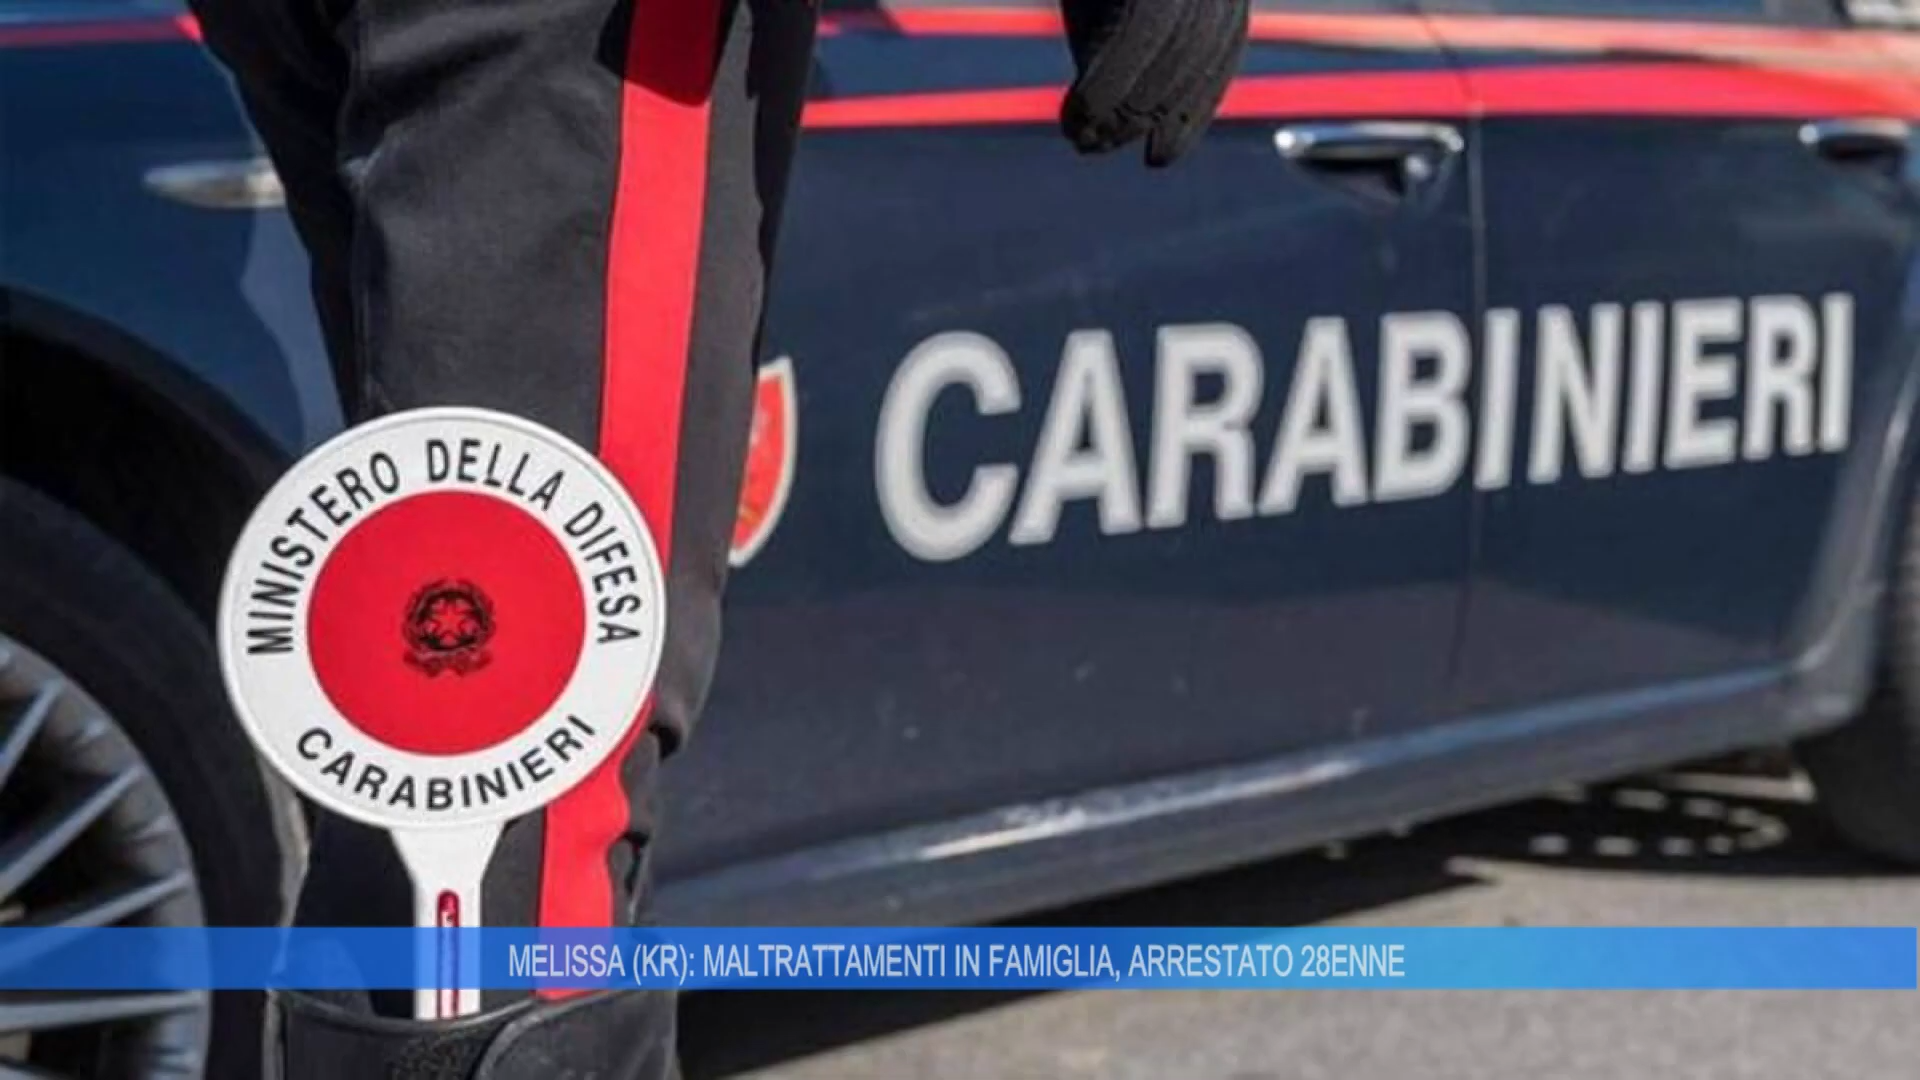 CARABINIERI
MINISTERO DELLA DIFESA
CARABINIERI
MELISSA (KR): MALTRATTAMENTI IN FAMIGLIA, ARRESTATO 28ENNE